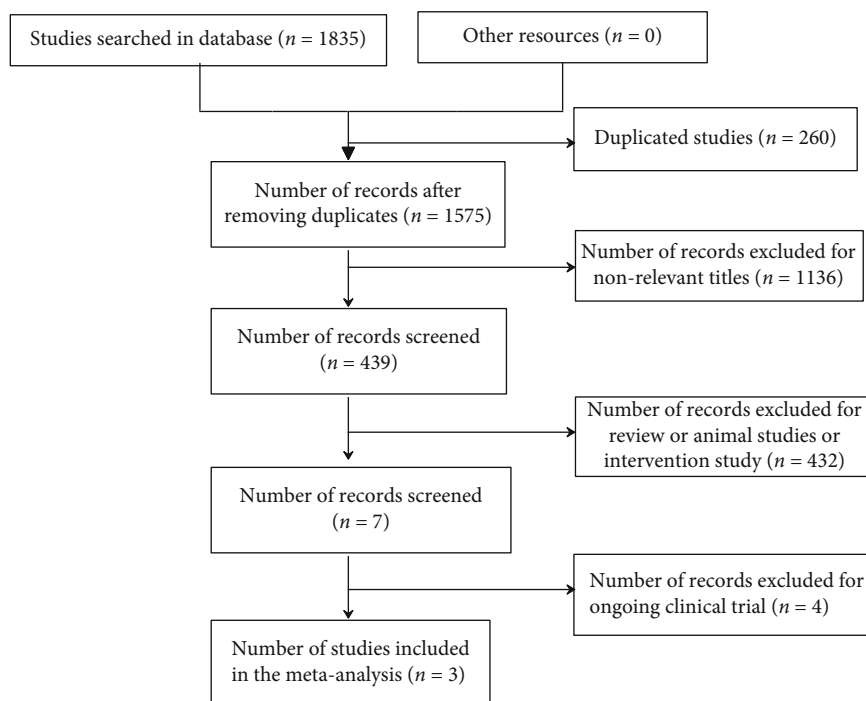 Studies searched in database (n = 1835)
Other resources (n = 0)
Duplicated studies (n = 260)
Number of records after
removing duplicates (n = 1575)
Number of records excluded for
non-relevant titles (n = 1136)
Number of records screened
(n = 439)
Number of records excluded for
review or animal studies or
intervention study (n = 432)
Number of records screened
(n = 7)
Number of records excluded for
ongoing clinical trial (n = 4)
Number of studies included
in the meta-analysis (n = 3)